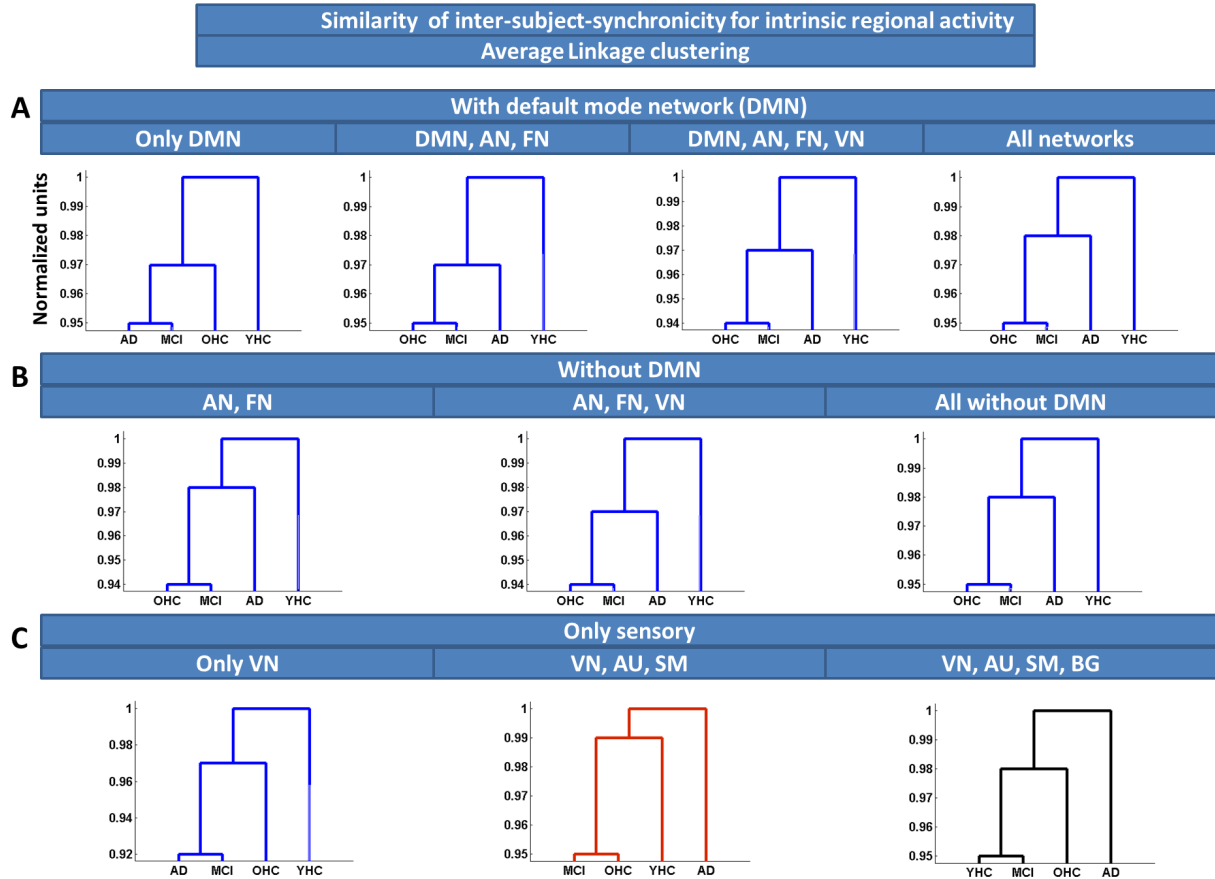 Similarity of inter-subject-synchronicity for intrinsic regional activity
Average Linkage clustering
A
With default mode network (DMN)
Only DMN
DMN, AN, FN
DMN, AN, FN, VN
All networks
Normalized units
1
0.99
0.98
0.97
0.96
0.95
AD MCI OHC YHC
1
0.99
0.98
0.97
0.96
0.95
OHC MCI AD YHC
1
0.99
0.98
0.97
0.96
0.95
0.94
OHC MCI AD YHC
1
0.99
0.98
0.97
0.96
0.95
OHC MCI AD YHC
B
Without DMN
AN, FN
AN, FN, VN
All without DMN
1
0.99
0.98
0.97
0.96
0.95
0.94
OHC MCI AD YHC
1
0.99
0.98
0.97
0.96
0.95
0.94
OHC MCI AD YHC
1
0.99
0.98
0.97
0.96
0.95
OHC MCI AD YHC
C
Only sensory
Only VN
VN, AU, SM
VN, AU, SM, BG
1
0.98
0.96
0.94
0.92
AD MCI OHC YHC
1
0.99
0.98
0.97
0.96
0.95
MCI OHC YHC AD
1
0.99
0.98
0.97
0.96
0.95
YHC MCI OHC AD